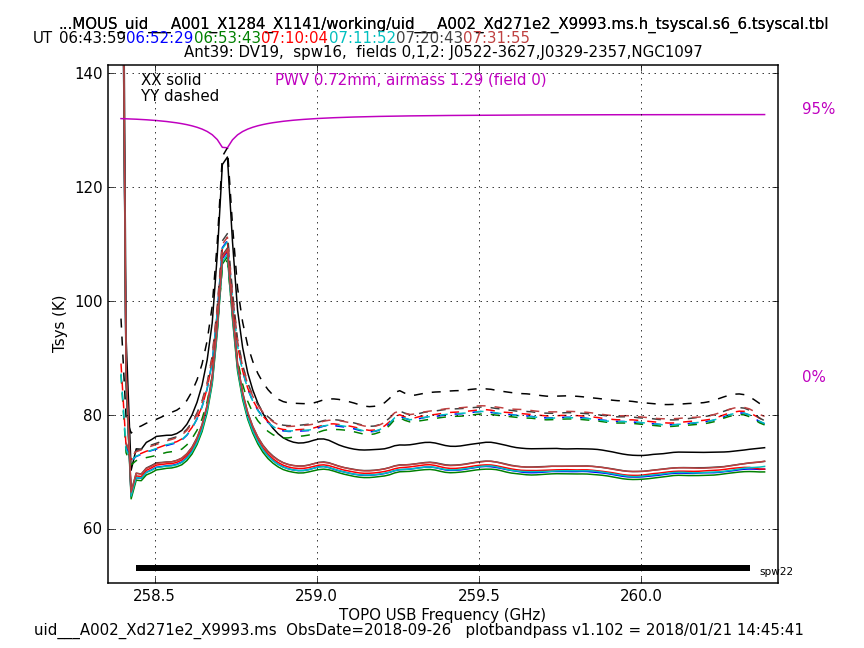 ...MOUS_uid___A001_X1284_X1141/working/uid___A002_Xd271e2_X9993.ms.h_tsyscal.s6_6.tsyscal.tbl
UT 06:43:59 06:52:29 06:53:43 07:10:04 07:11:52 07:20:43 07:31:55
Ant39: DV19, spw16, fields 0,1,2: J0522-3627,J0329-2357,NGC1097
140
XX solid
PWV 0.72mm, airmass 1.29 (field 0)
YY dashed
95%
120
100
Tsys (K)
0%
80
60
spw22
258.5 259.0 259.5 260.0
TOPO USB Frequency (GHz)
uid___A002_Xd271e2_X9993.ms ObsDate=2018-09-26 plotbandpass v1.102 = 2018/01/21 14:45:41